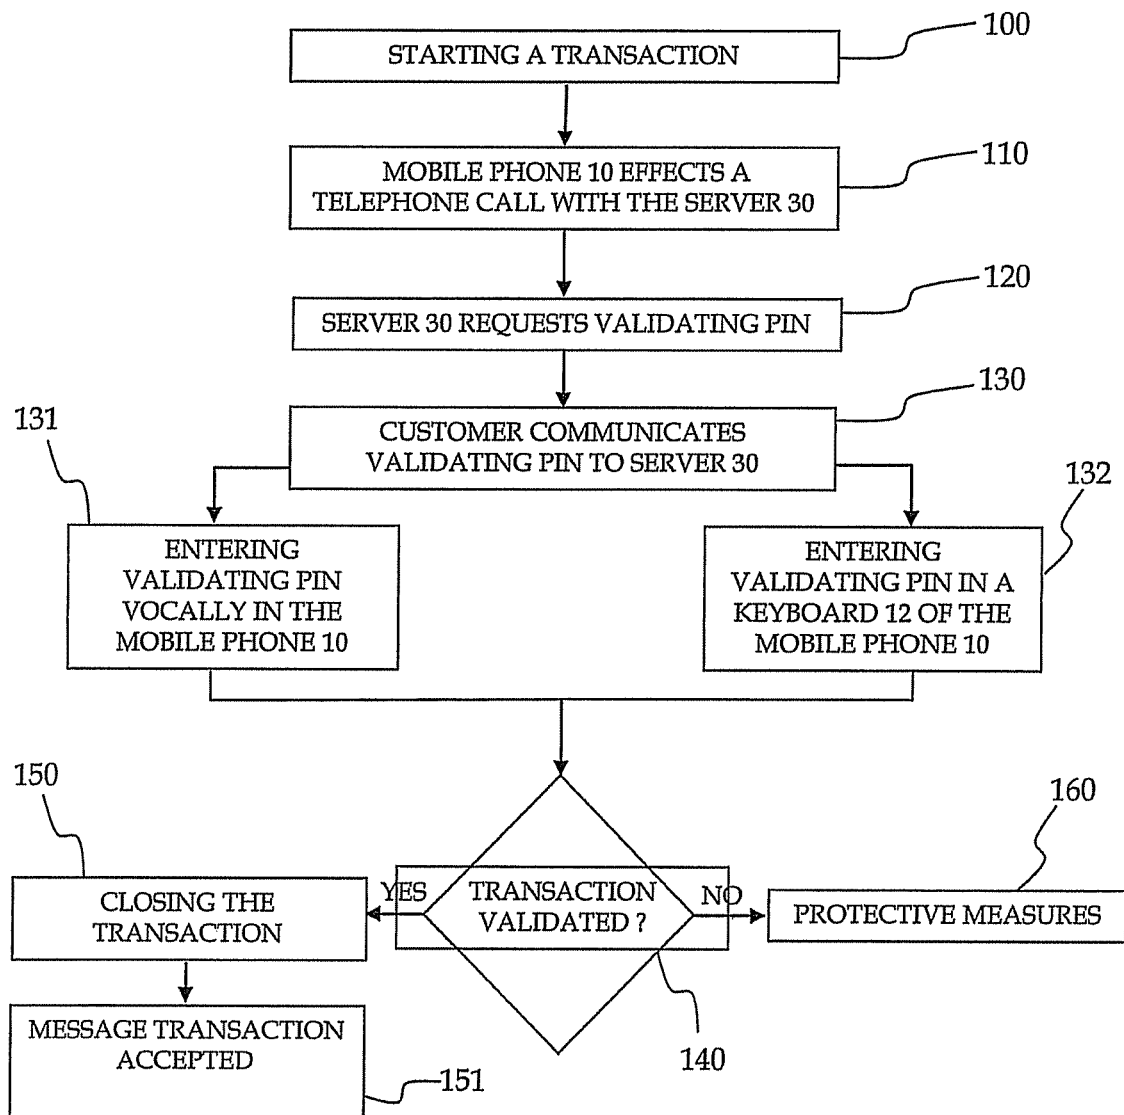 100
STARTING A TRANSACTION
110
MOBILE PHONE 10 EFFECTS A
TELEPHONE CALL WITH THE SERVER 30
120
SERVER 30 REQUESTS VALIDATING PIN
130
CUSTOMER COMMUNICATES
VALIDATING PIN TO SERVER 30
131
ENTERING
VALIDATING PIN
VOCALLY IN THE
MOBILE PHONE 10
132
ENTERING
VALIDATING PIN IN A
KEYBOARD 12 OF THE
MOBILE PHONE 10
150
CLOSING THE
TRANSACTION
YES
TRANSACTION
VALIDATED ?
NO
160
PROTECTIVE MEASURES
140
MESSAGE TRANSACTION
ACCEPTED
151